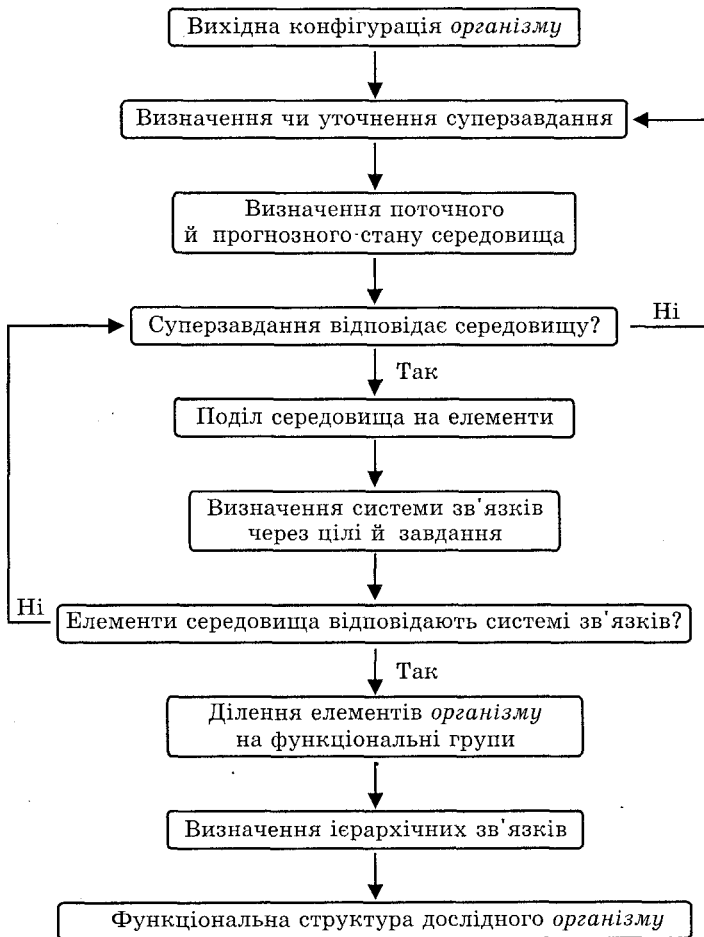 Вихідна конфігурація організму
Визначення чи уточнення суперзавдання
Визначення поточного
й прогнозного-стану середовища
Суперзавдання відповідає середовищу?
Ні
Так
Поділ середовища на елементи
Визначення системи зв'язків
через цілі й завдання
Ні
Елементи середовища відповідають системі зв'язків?
Так
Ділення елементів організму
на функціональні групи
Визначення ієрархічних зв'язків
Функціональна структура дослідного організму